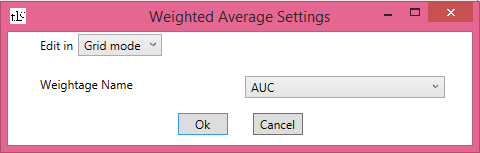 Weighted Average Settings
Edit in Grid mode
Weightage Name AUC
Ok Cancel